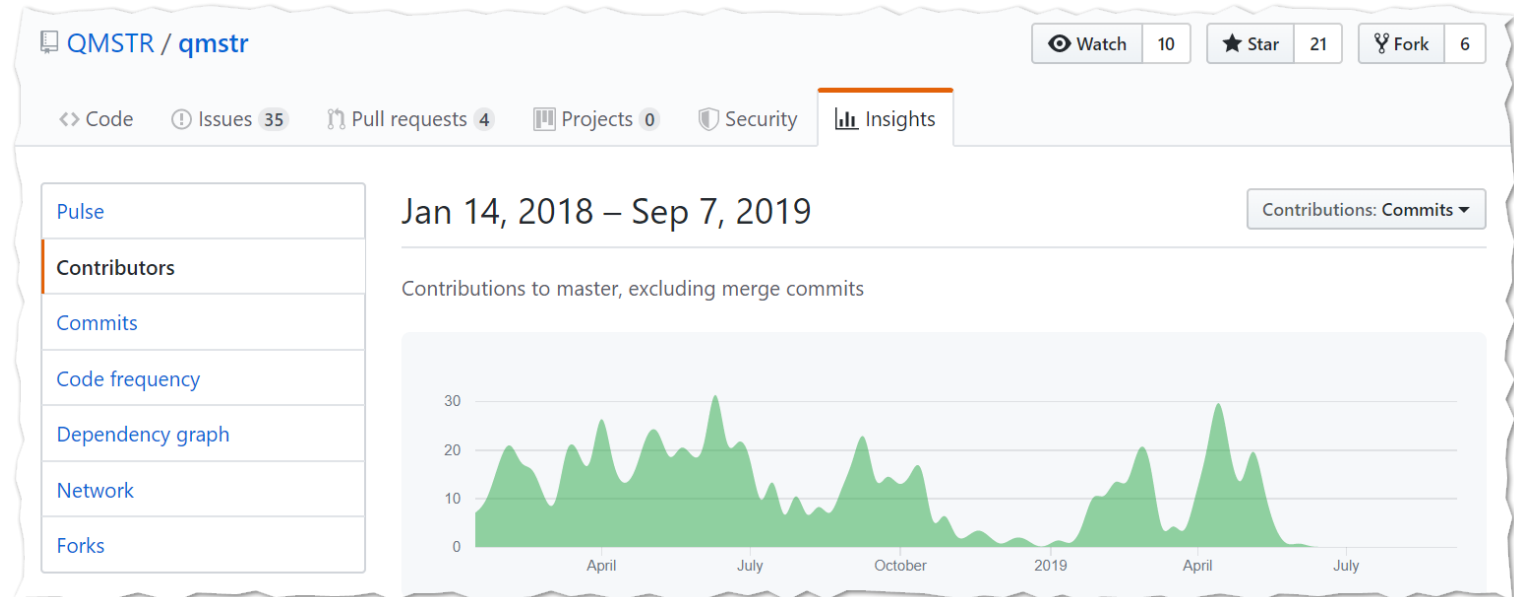 QMSTR / qmstr
Watch 10 Star 21 Fork 6
Code Issues 35 Pull requests 4 Projects 0 Security Insights
Pulse
Contributors
Commits
Code frequency
Dependency graph
Network
Forks
Jan 14, 2018 – Sep 7, 2019
Contributions: Commits
Contributions to master, excluding merge commits
30
20
10
0
April July October 2019 April July